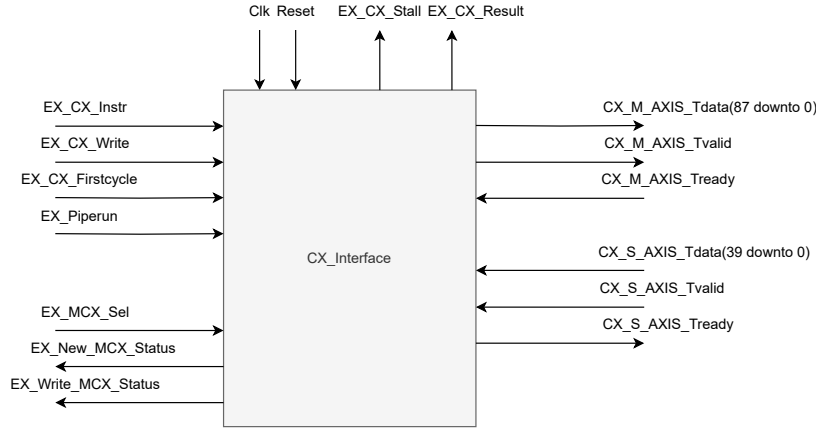 Clk Reset EX_CX_Stall EX_CX_Result
EX_CX_Instr
EX_CX_Write
EX_CX_Firstcycle
EX_Piperun
EX_MCX_Sel
EX_New_MCX_Status
EX_Write_MCX_Status
CX_Interface
CX_M_AXIS_Tdata(87 downto 0)
CX_M_AXIS_Tvalid
CX_M_AXIS_Tready
CX_S_AXIS_Tdata(39 downto 0)
CX_S_AXIS_Tvalid
CX_S_AXIS_Tready